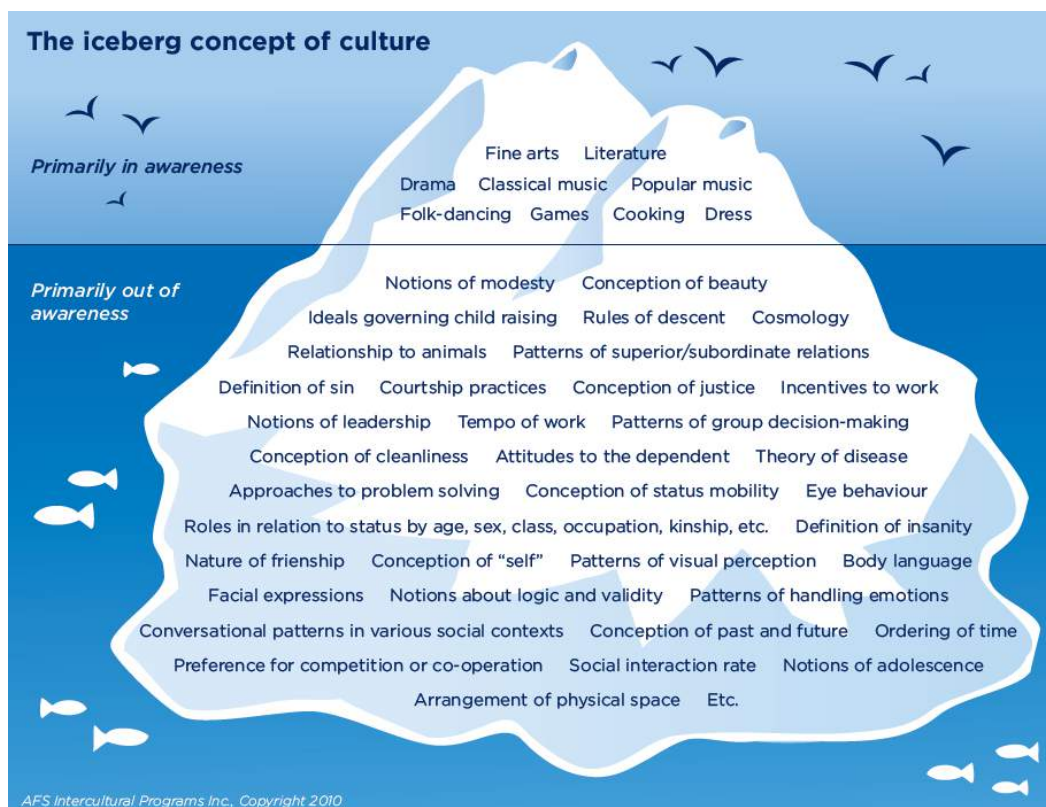 The iceberg concept of culture
Primarily in awareness
Fine arts Literature
Drama Classical music Popular music
Folk-dancing Games Cooking Dress
Primarily out of
awareness
Notions of modesty Conception of beauty
Ideals governing child raising Rules of descent Cosmology
Relationship to animals Patterns of superior/subordinate relations
Definition of sin Courtship practices Conception of justice Incentives to work
Notions of leadership Tempo of work Patterns of group decision-making
Conception of cleanliness Attitudes to the dependent Theory of disease
Approaches to problem solving Conception of status mobility Eye behaviour
Roles in relation to status by age, sex, class, occupation, kinship, etc. Definition of insanity
Nature of frienship Conception of “self” Patterns of visual perception Body language
Facial expressions Notions about logic and validity Patterns of handling emotions
Conversational patterns in various social contexts Conception of past and future Ordering of time
Preference for competition or co-operation Social interaction rate Notions of adolescence
Arrangement of physical space Etc.
AFS Intercultural Programs Inc., Copyright 2010